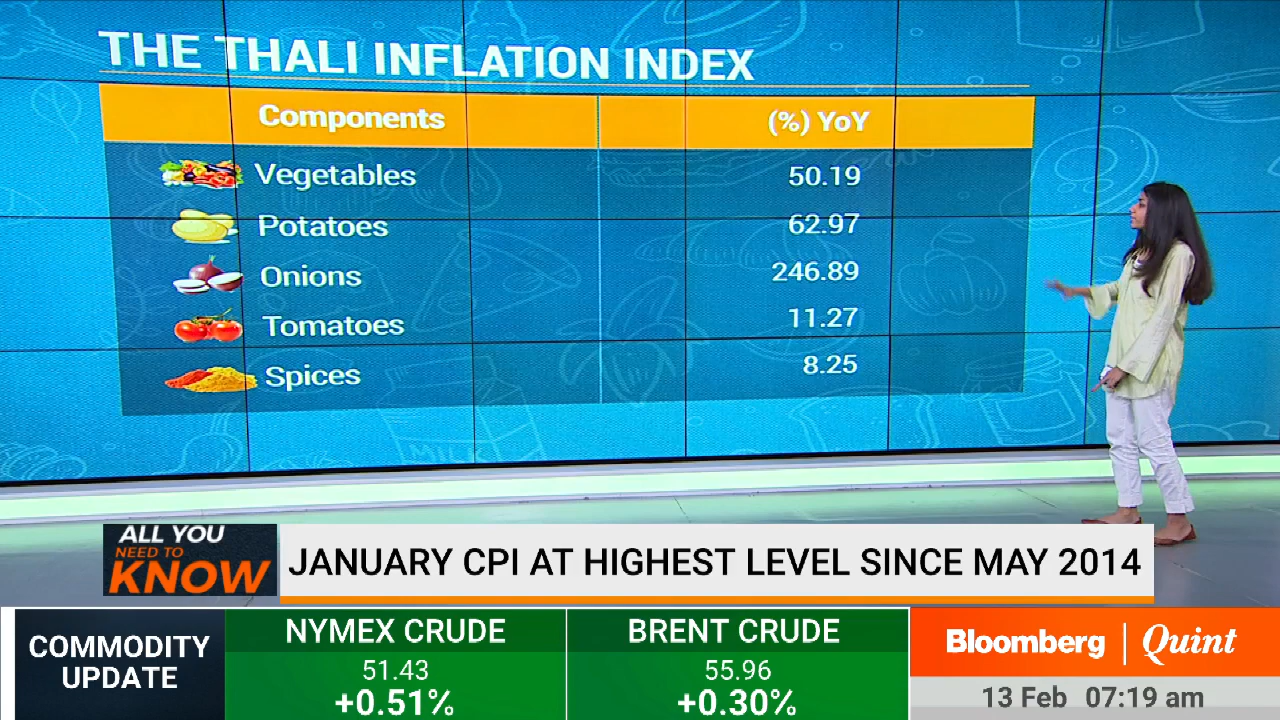 THE THALI INFLATION INDEX
Components (%) YoY
Vegetables 50.19
Potatoes 62.97
Onions 246.89
Tomatoes 11.27
Spices 8.25
ALL YOU
NEED TO
KNOW
JANUARY CPI AT HIGHEST LEVEL SINCE MAY 2014
COMMODITY
UPDATE
NYMEX CRUDE
51.43
+0.51%
BRENT CRUDE
55.96
+0.30%
Bloomberg | Quint
13 Feb 07:19 am